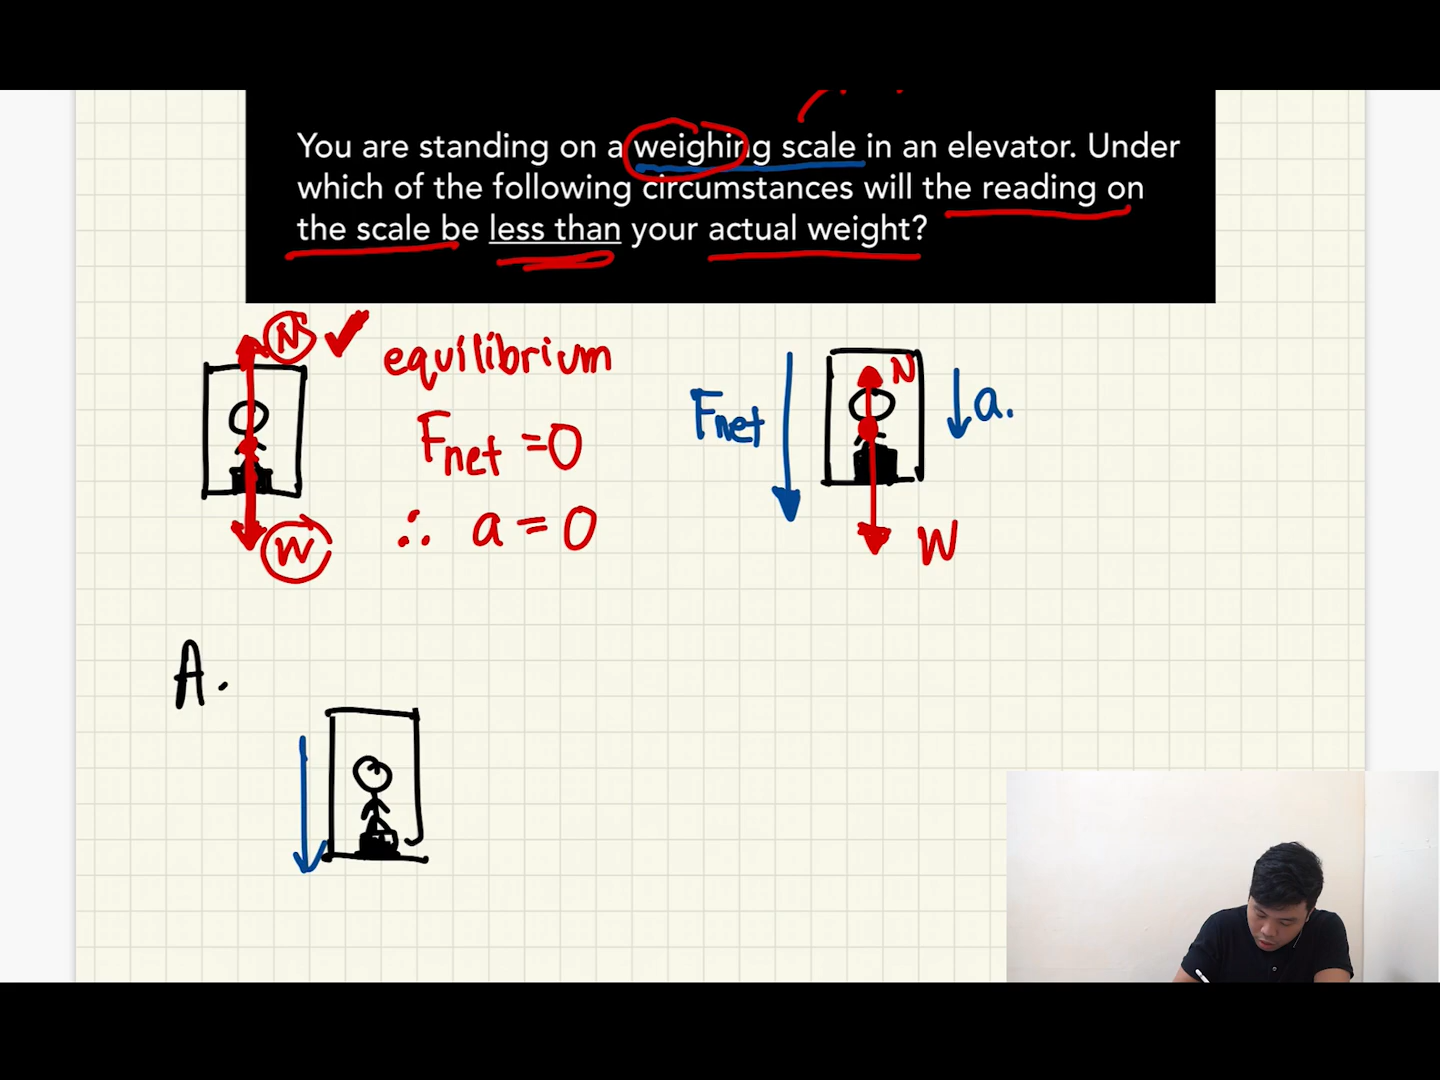 You are standing on a weighing scale in an elevator. Under
which of the following circumstances will the reading on
the scale be less than your actual weight?
N
equilibrium
Fnet = 0
∴ a = 0
W
Fnet
N
a.
W
A.